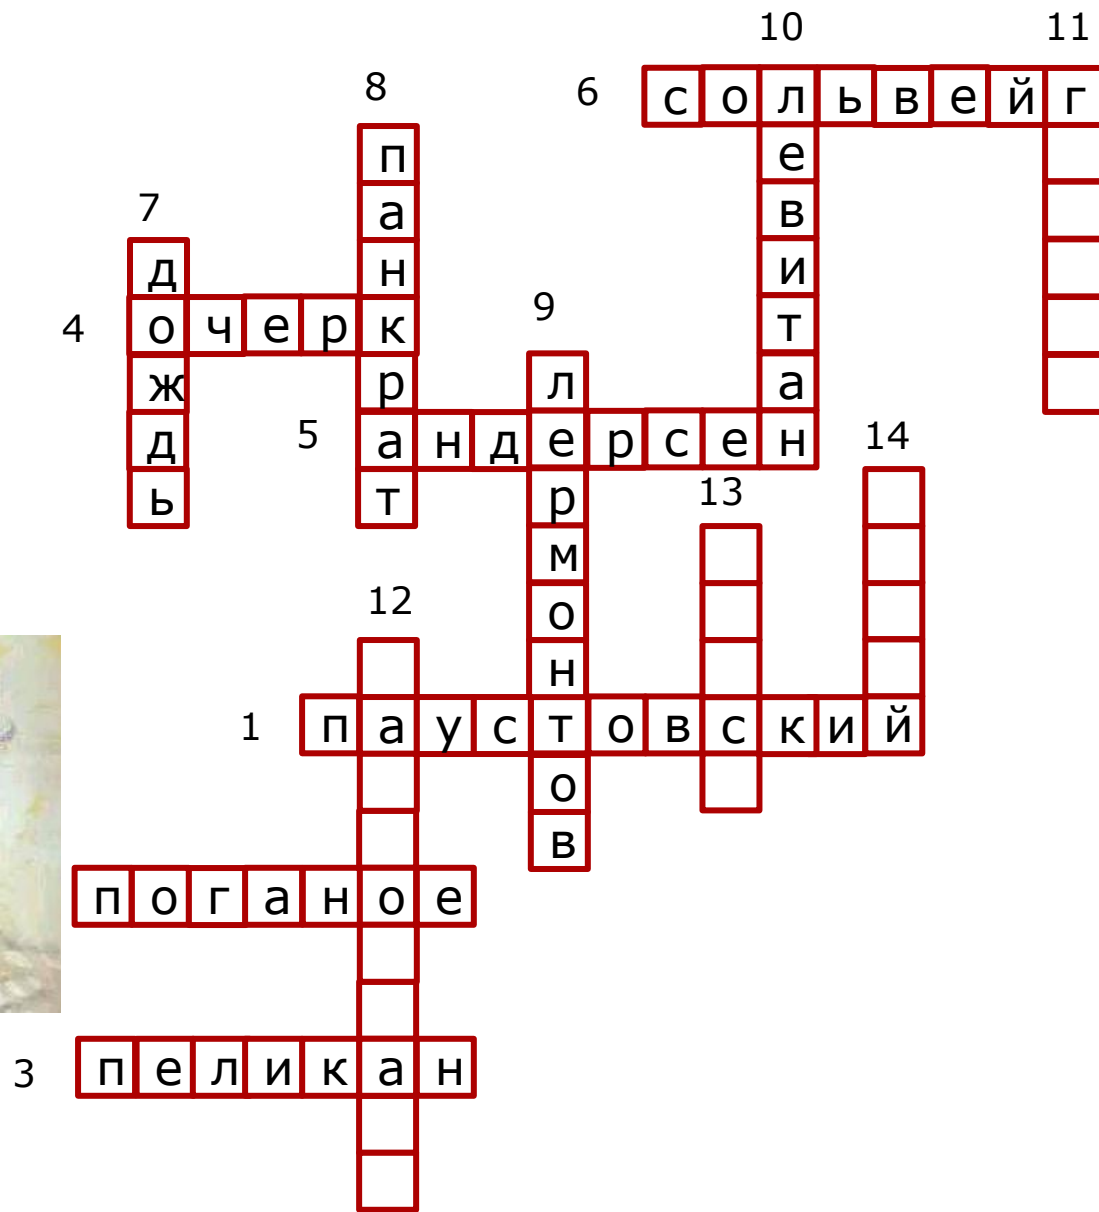 10 11
8
6 сольвейг
п
е
а
в
7
д
н
и
9
4 очерк
т
ж
р
л
а
д
5 андерсен
14
ь
т
р
13
м
12
о
н
1 паустовский
о
в
поганое
3 пеликан